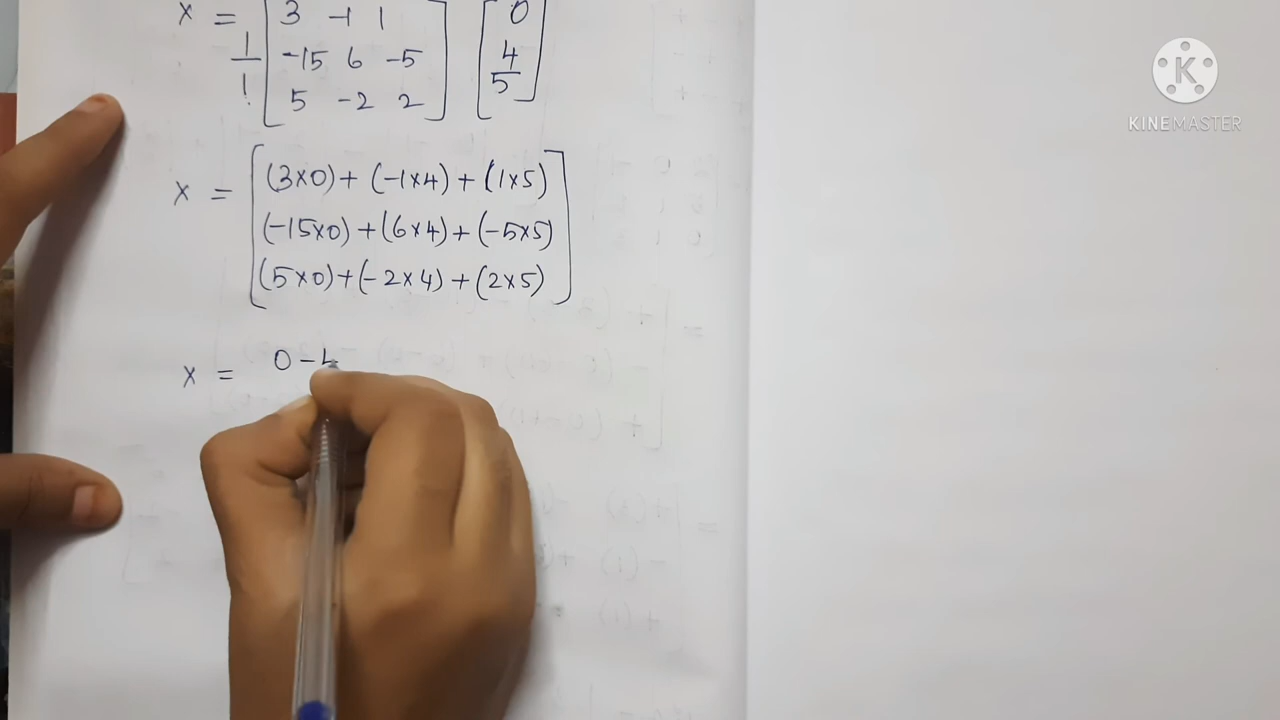 x = 1/1 [3 -1 1] [0]
[-15 6 -5] [4]
[5 -2 2] [5]
x = [(3×0)+(-1×4)+(1×5)]
[(-15×0)+(6×4)+(-5×5)]
[(5×0)+(-2×4)+(2×5)]
x = 0-4
K
KINEMASTER